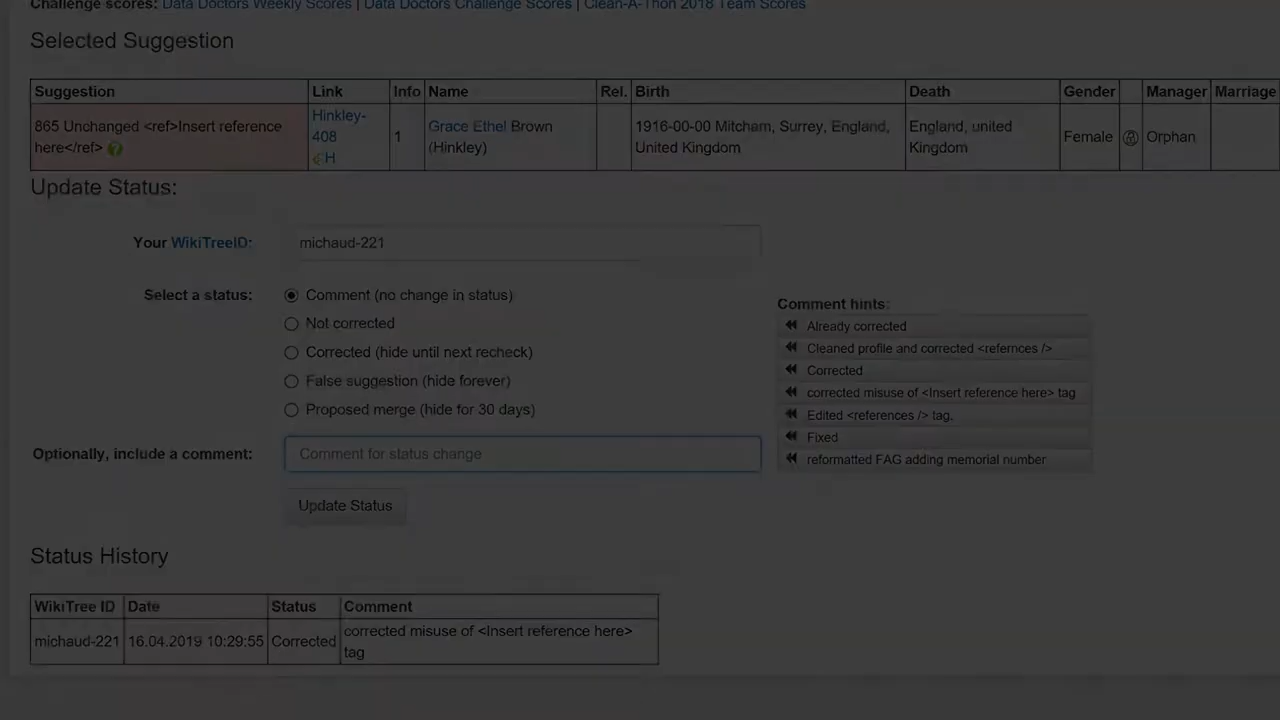 Challenge scores: Data Doctors Weekly Scores | Data Doctors Challenge Scores | Clean-A-Thon 2018 Team Scores
Selected Suggestion
Suggestion Link Info Name Rel. Birth Death Gender Manager Marriage
865 Unchanged <ref>Insert reference
here</ref> ?
Hinkley-
408
H
1
Grace Ethel Brown
(Hinkley)
1916-00-00 Mitcham, Surrey, England,
United Kingdom
England, united
Kingdom
Female
Orphan
Update Status:
Your WikiTreeID: michaud-221
Select a status: Comment (no change in status)
Not corrected
Corrected (hide until next recheck)
False suggestion (hide forever)
Proposed merge (hide for 30 days)
Comment hints:
Already corrected
Cleaned profile and corrected <refernces />
Corrected
corrected misuse of <Insert reference here> tag
Edited <references /> tag.
Fixed
reformatted FAG adding memorial number
Optionally, include a comment: Comment for status change
Update Status
Status History
WikiTree ID Date Status Comment
michaud-221 16.04.2019 10:29:55 Corrected corrected misuse of <Insert reference here>
tag